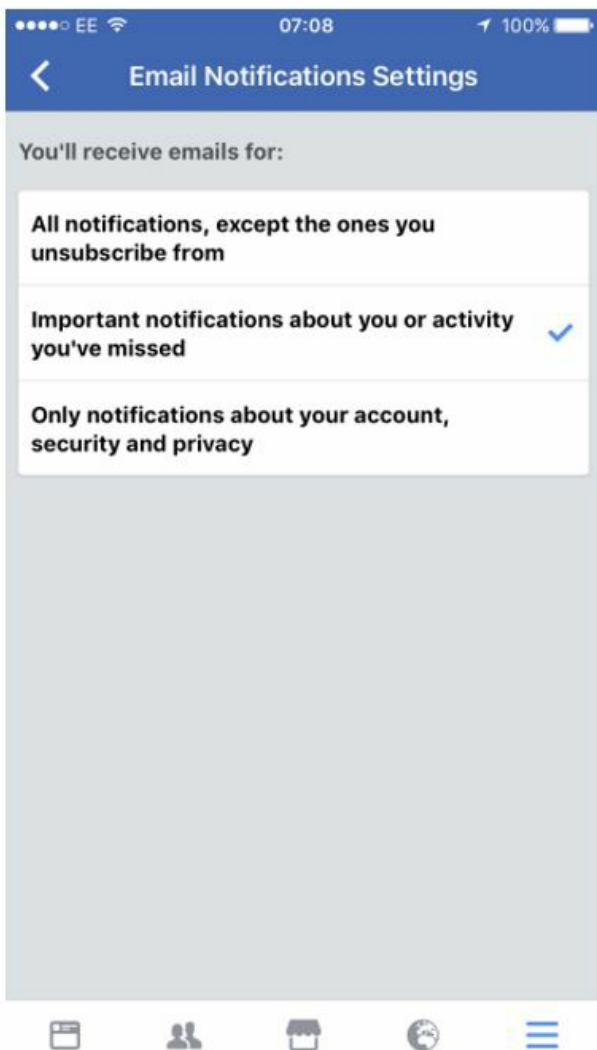 EE 07:08 100%
Email Notifications Settings
You'll receive emails for:
All notifications, except the ones you
unsubscribe from
Important notifications about you or activity
you've missed
Only notifications about your account,
security and privacy